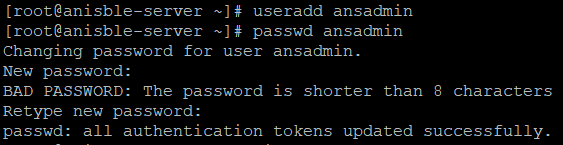 [root@anisble-server ~]# useradd ansadmin
[root@anisble-server ~]# passwd ansadmin
Changing password for user ansadmin.
New password:
BAD PASSWORD: The password is shorter than 8 characters
Retype new password:
passwd: all authentication tokens updated successfully.